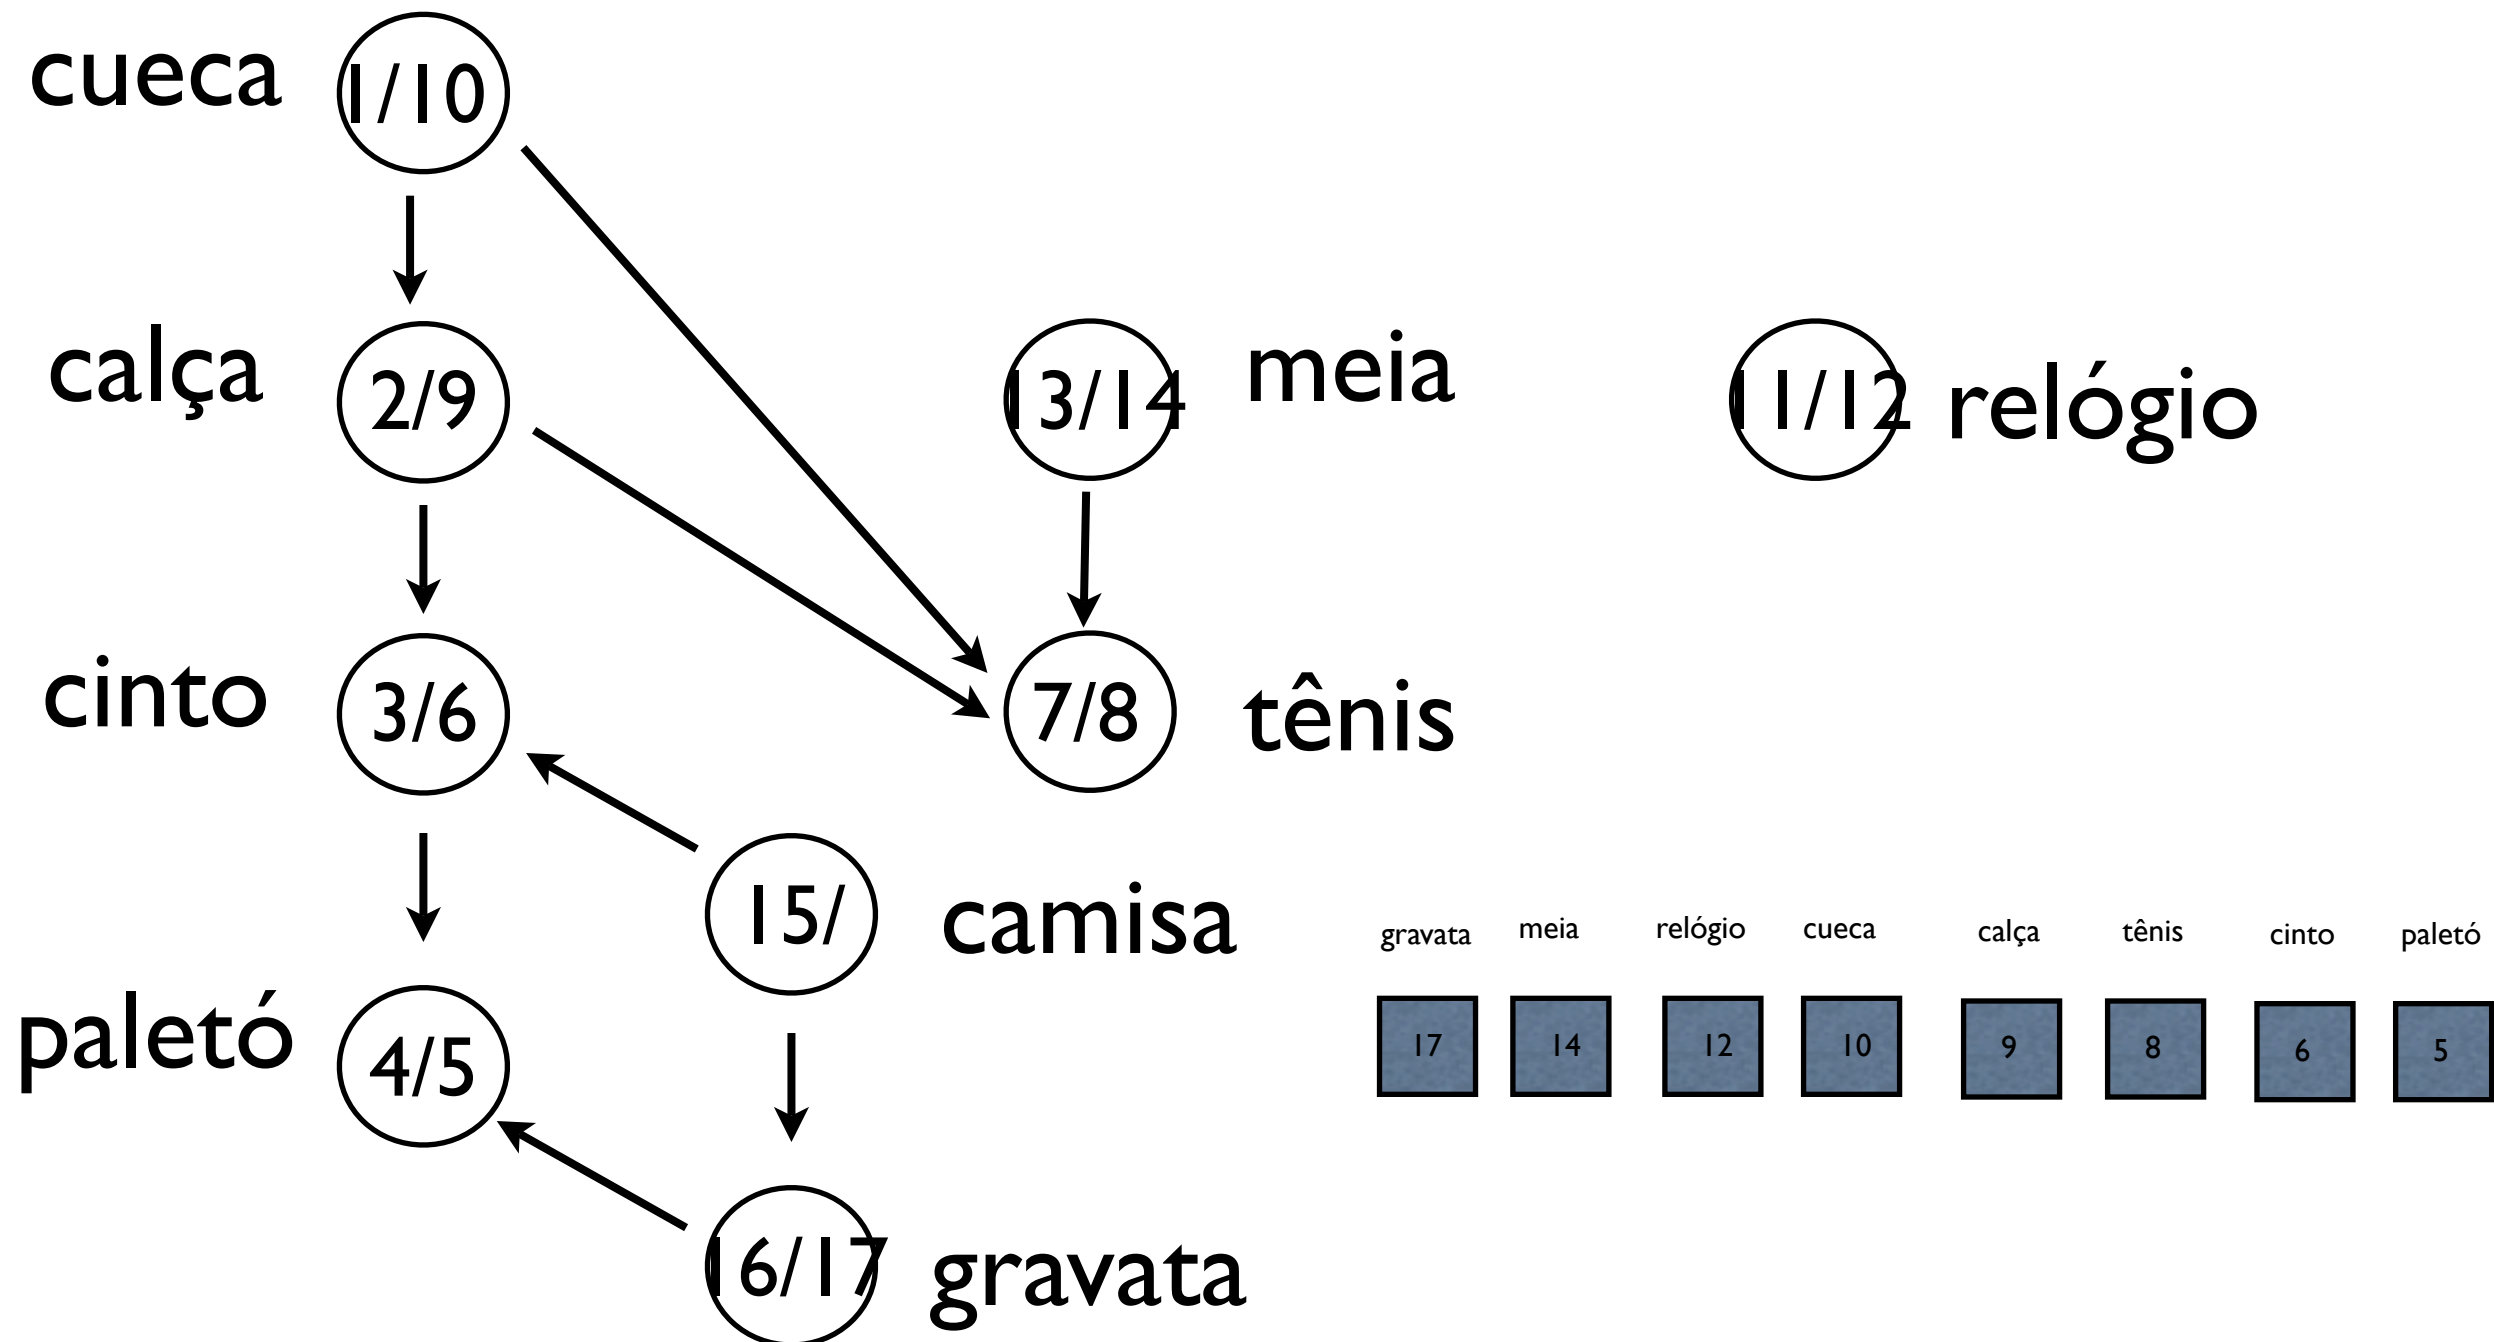 cueca 1/10
calça 2/9
13/14 meia
11/12 relógio
cinto 3/6
7/8 tênis
15/ camisa
paletó 4/5
16/17 gravata
gravata meia relógio cueca calça tênis cinto paletó
17 14 12 10 9 8 6 5